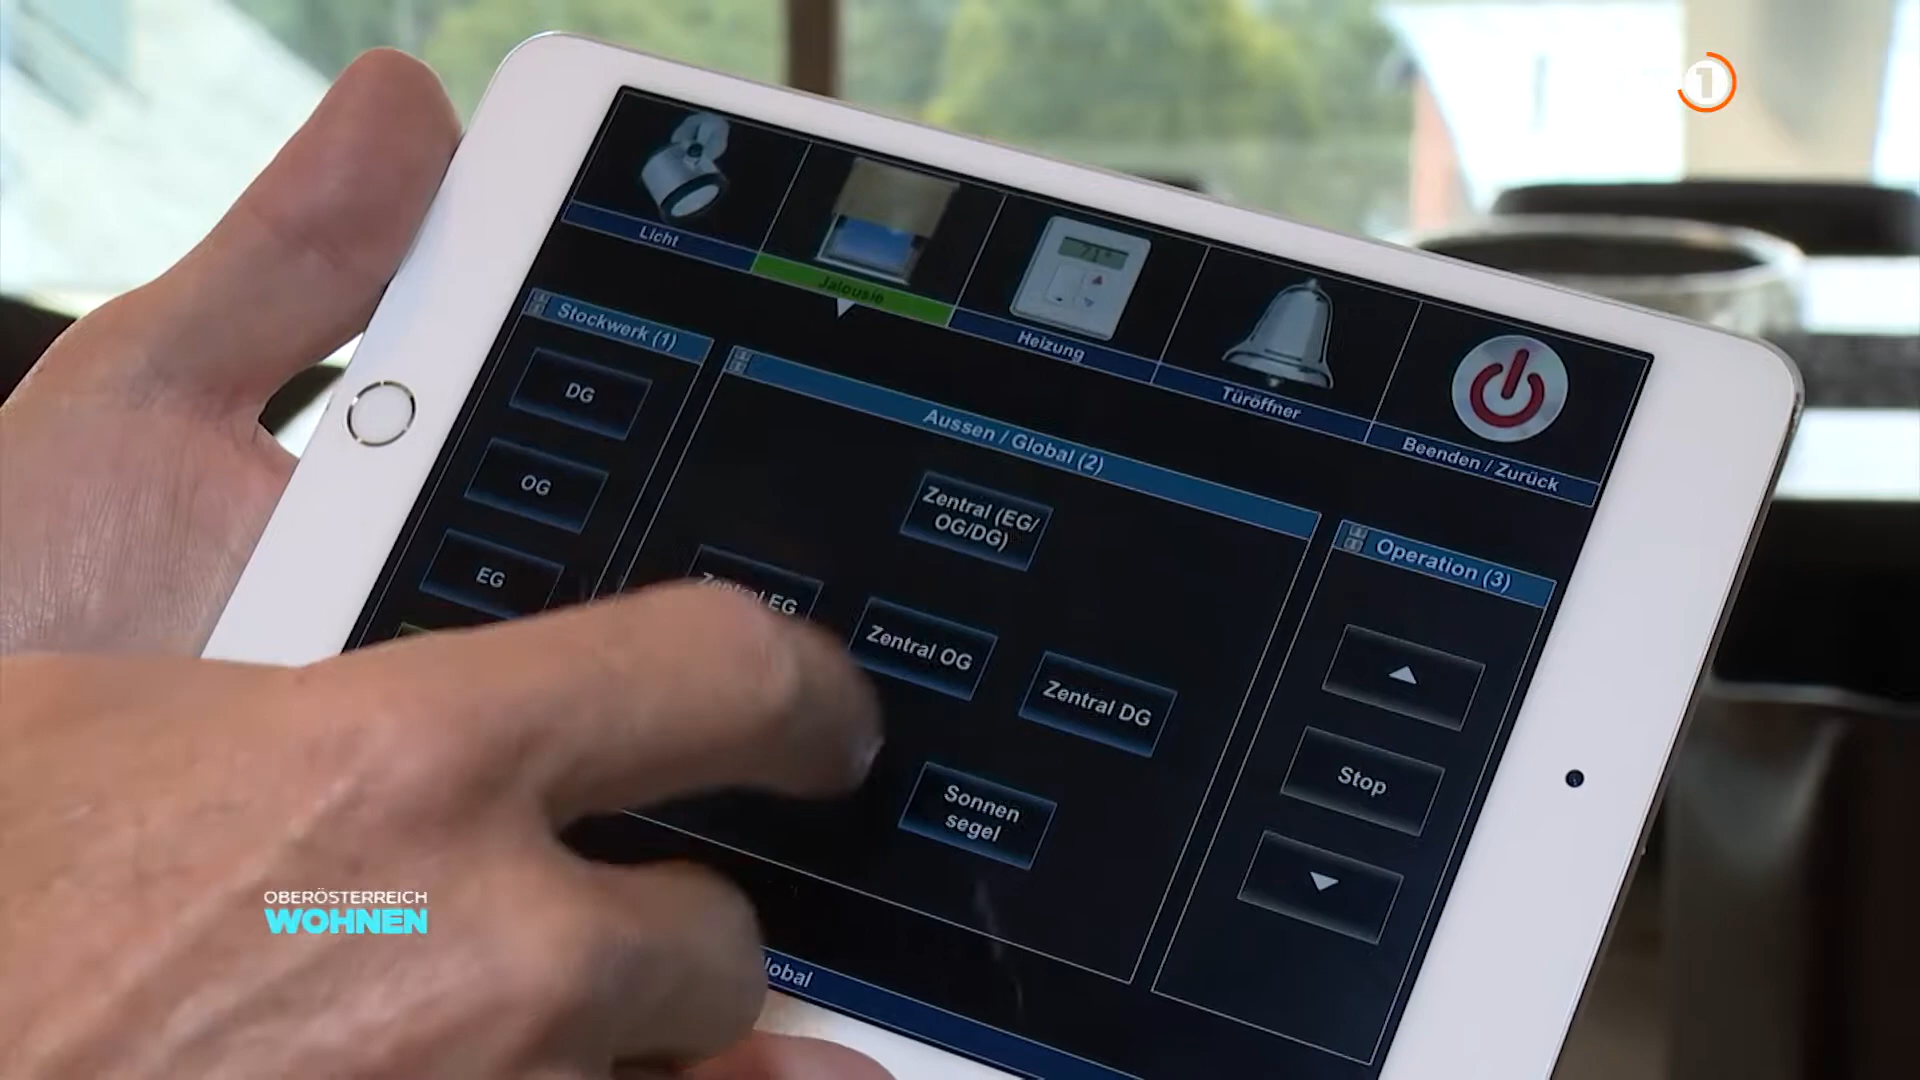 1
Licht
Jalousie
Heizung
Türöffner
Beenden / Zurück
Stockwerk (1)
DG
OG
EG
Aussen / Global (2)
Zentral (EG/
OG/DG)
Zentral EG
Zentral OG
Zentral DG
Sonnen
segel
Operation (3)
Stop
OBERÖSTERREICH
WOHNEN